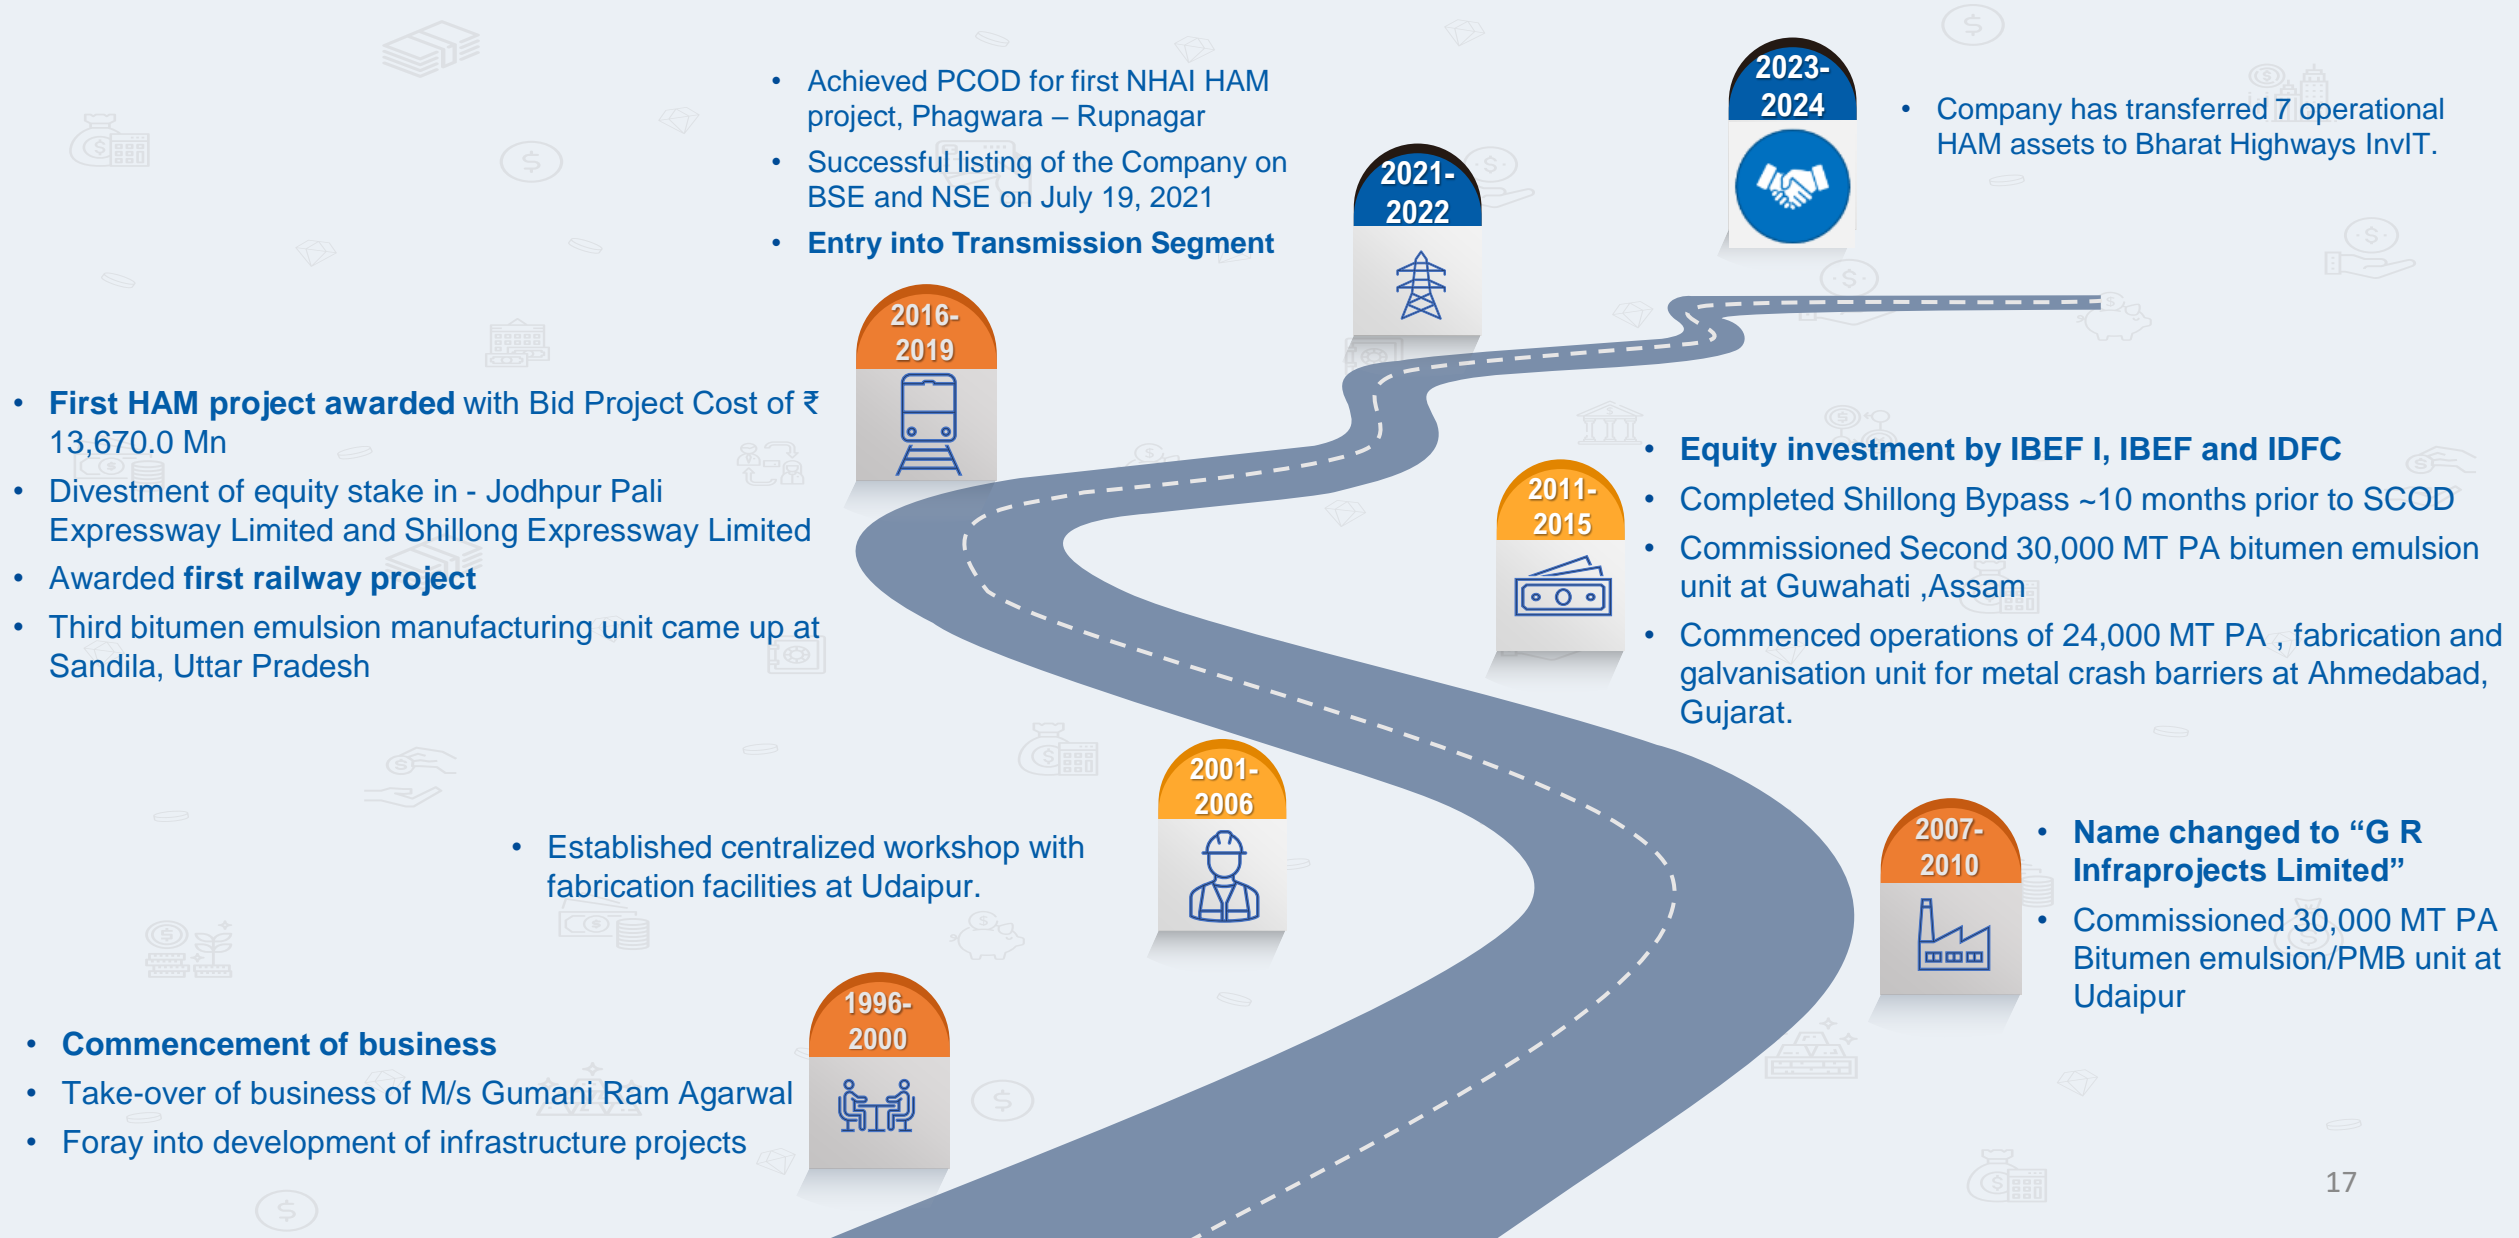 • Achieved PCOD for first NHAI HAM
project, Phagwara – Rupnagar
• Successful listing of the Company on
BSE and NSE on July 19, 2021
• Entry into Transmission Segment
2021-
2022
2023-
2024
• Company has transferred 7 operational
HAM assets to Bharat Highways InvIT.
2016-
2019
• First HAM project awarded with Bid Project Cost of ₹
13,670.0 Mn
• Divestment of equity stake in - Jodhpur Pali
Expressway Limited and Shillong Expressway Limited
• Awarded first railway project
• Third bitumen emulsion manufacturing unit came up at
Sandila, Uttar Pradesh
2011-
2015
• Equity investment by IBEF I, IBEF and IDFC
• Completed Shillong Bypass ~10 months prior to SCOD
• Commissioned Second 30,000 MT PA bitumen emulsion
unit at Guwahati ,Assam
• Commenced operations of 24,000 MT PA , fabrication and
galvanisation unit for metal crash barriers at Ahmedabad,
Gujarat.
2001-
2006
• Established centralized workshop with
fabrication facilities at Udaipur.
2007-
2010
• Name changed to “G R
Infraprojects Limited”
• Commissioned 30,000 MT PA
Bitumen emulsion/PMB unit at
Udaipur
1996-
2000
• Commencement of business
• Take-over of business of M/s Gumani Ram Agarwal
• Foray into development of infrastructure projects
17